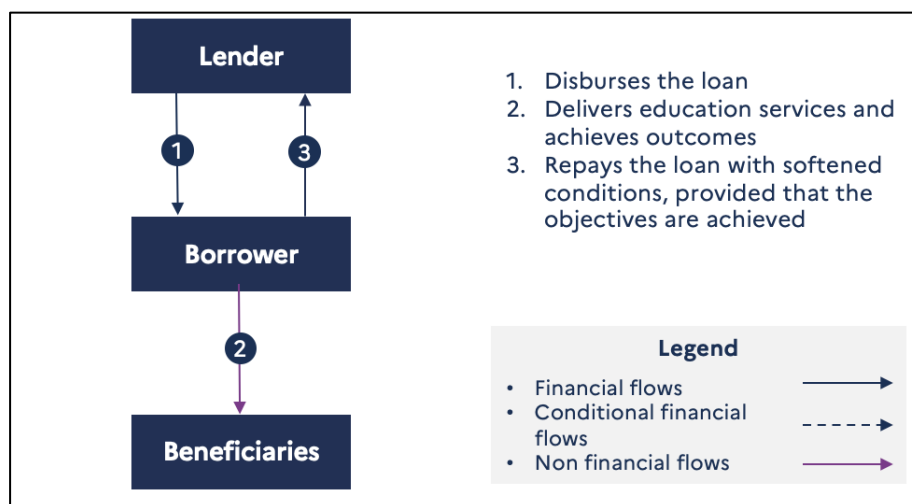 Lender
1. Disburses the loan
2. Delivers education services and
achieves outcomes
3. Repays the loan with softened
conditions, provided that the
objectives are achieved
1
3
Borrower
2
Beneficiaries
Legend
• Financial flows
• Conditional financial
flows
• Non financial flows